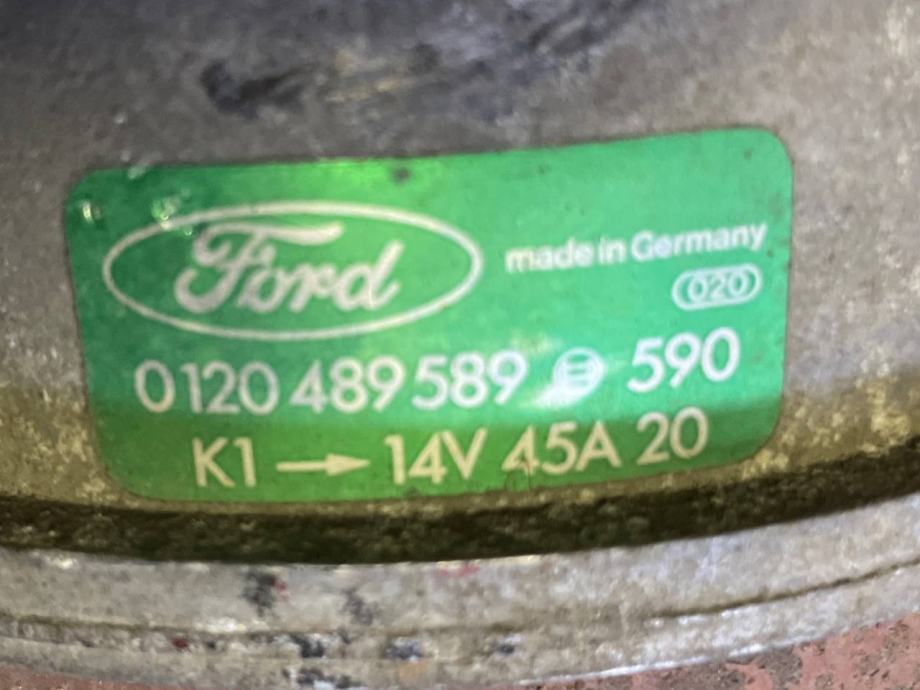 Ford
made in Germany
020
0 120 489 589 590
K1 → 14V 45A 20